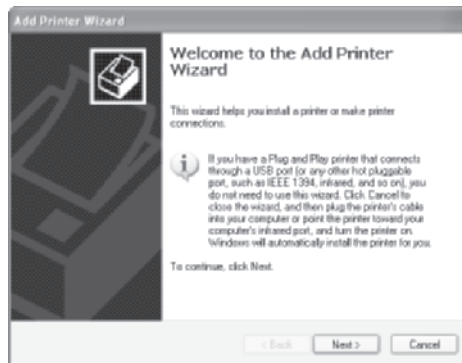 Add Printer Wizard
Welcome to the Add Printer
Wizard
This wizard helps you install a printer or make printer
connections.
If you have a Plug and Play printer that connects
through a USB port (or any other hot pluggable
port, such as IEEE 1394, infrared, and so on), you
do not need to use this wizard. Click Cancel to
close the wizard, and then plug the printer's cable
into your computer or point the printer toward your
computer's infrared port, and turn the printer on.
Windows will automatically install the printer for you.
To continue, click Next.
< Back Next > Cancel